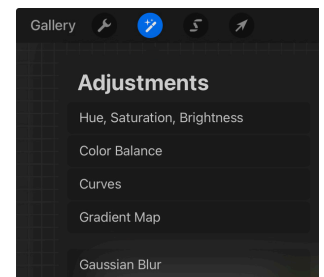 Gallery
Adjustments
Hue, Saturation, Brightness
Color Balance
Curves
Gradient Map
Gaussian Blur